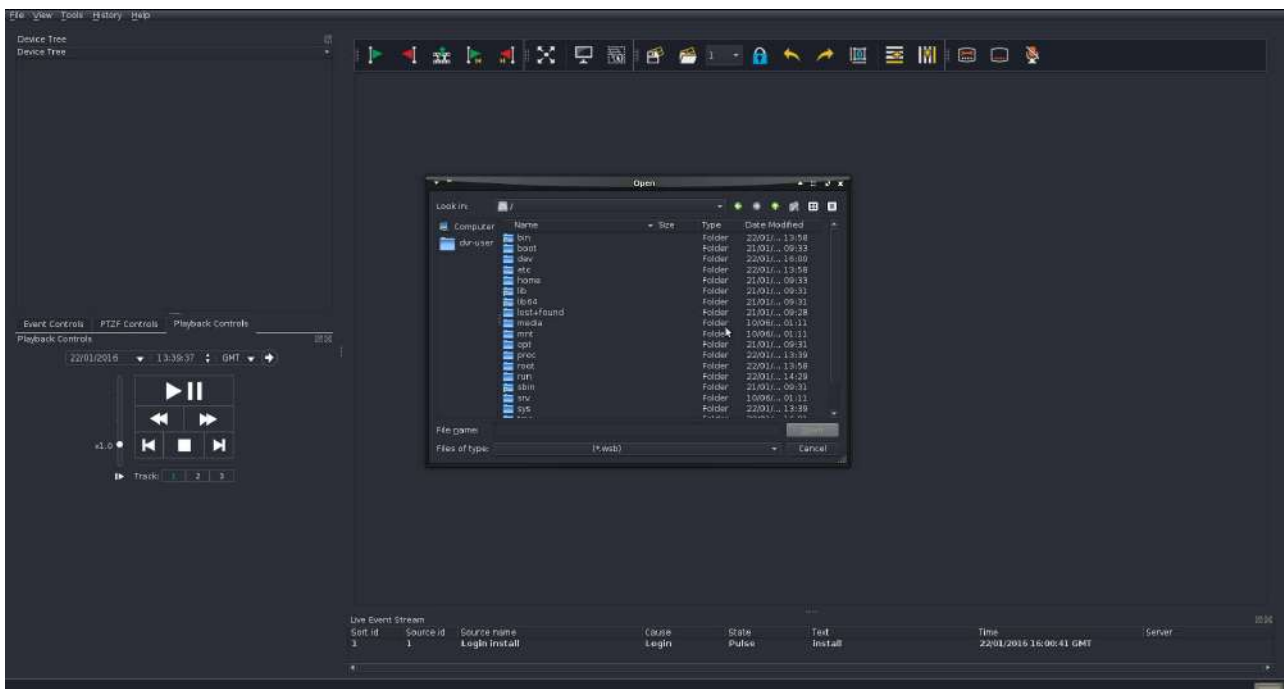 File View Tools History Help
Device Tree
Device Tree
1
Open
Look in: /
Computer
dvr-user
Name Size Type Date Modified
bin Folder 22/01/... 13:58
boot Folder 21/01/... 09:33
dev Folder 22/01/... 16:00
etc Folder 22/01/... 13:58
home Folder 21/01/... 09:33
lib Folder 21/01/... 09:31
lib64 Folder 21/01/... 09:31
lost+found Folder 21/01/... 09:28
media Folder 10/06/... 01:11
mnt Folder 10/06/... 01:11
opt Folder 21/01/... 09:31
proc Folder 22/01/... 13:39
root Folder 22/01/... 13:58
run Folder 22/01/... 14:29
sbin Folder 21/01/... 09:31
srv Folder 10/06/... 01:11
sys Folder 22/01/... 13:39
File name:
Files of type: (*.wsb) Cancel
Event Controls PTZF Controls Playback Controls
Playback Controls
22/01/2016 13:39:37 GMT
x1.0
Track: 1 2 3
Live Event Stream
Sort id Source id Source name Cause State Text Time Server
1 1 Login install Login Pulse install 22/01/2016 16:00:41 GMT